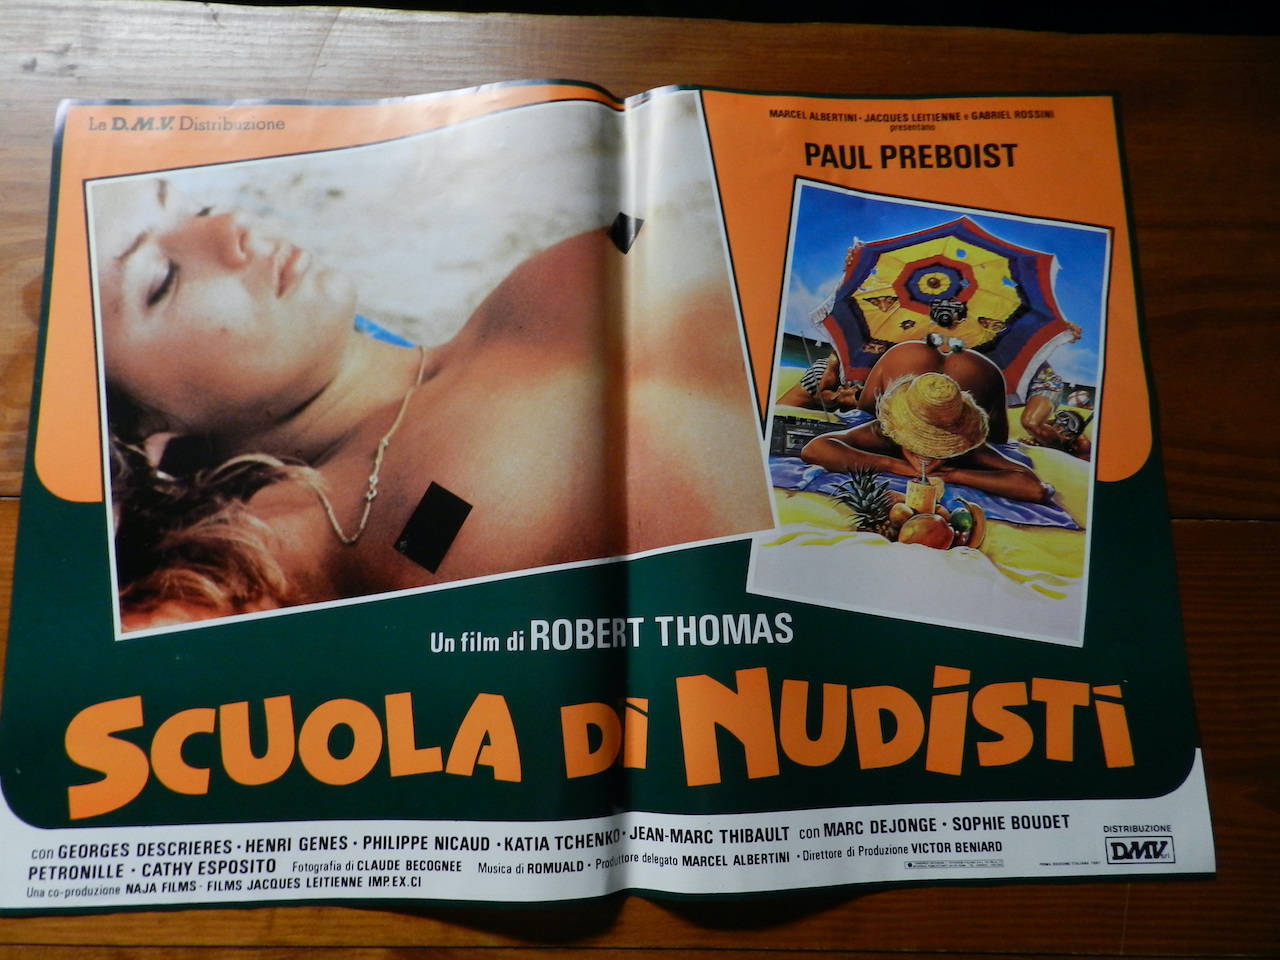 La D.M.V. Distribuzione
MARCEL ALBERTINI · JACQUES LEITIENNE e GABRIEL ROSSINI
presentano
PAUL PREBOIST
Un film di ROBERT THOMAS
SCUOLA Di NUDiSTi
con GEORGES DESCRIERES · HENRI GENES · PHILIPPE NICAUD · KATIA TCHENKO · JEAN-MARC THIBAULT con MARC DEJONGE · SOPHIE BOUDET
PETRONILLE · CATHY ESPOSITO Fotografia di CLAUDE BECOGNEE Musica di ROMUALD · Produttore delegato MARCEL ALBERTINI · Direttore di Produzione VICTOR BENIARD
Una co-produzione NAJA FILMS - FILMS JACQUES LEITIENNE IMP.EX.CI
DISTRIBUZIONE
DMV srl